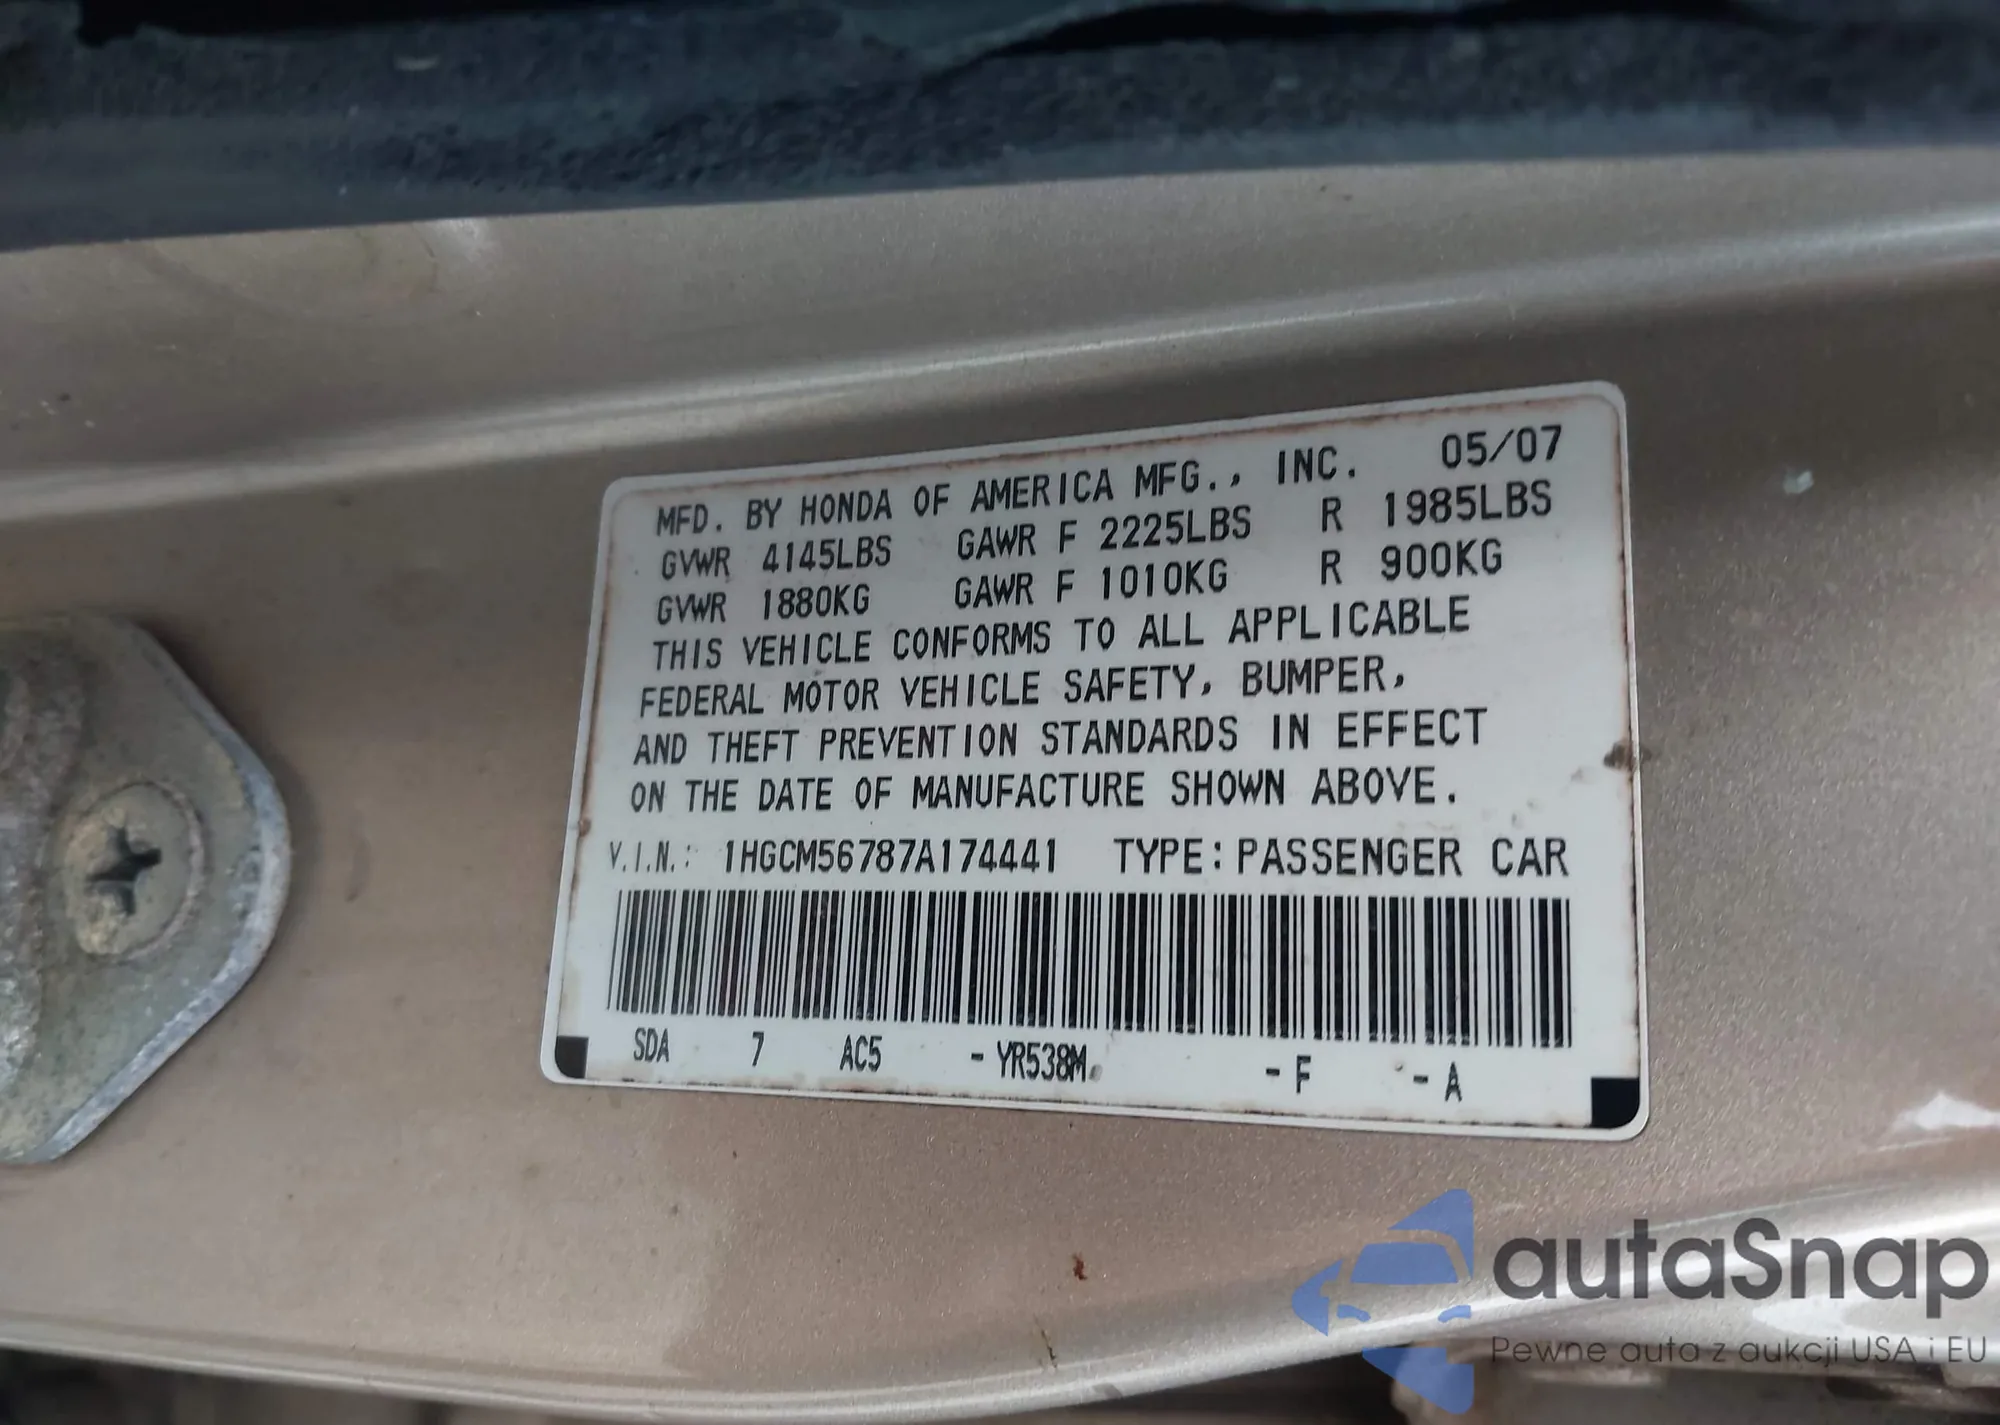 MFD. BY HONDA OF AMERICA MFG., INC. 05/07
GVWR 4145LBS GAWR F 2225LBS R 1985LBS
GVWR 1880KG GAWR F 1010KG R 900KG
THIS VEHICLE CONFORMS TO ALL APPLICABLE
FEDERAL MOTOR VEHICLE SAFETY, BUMPER,
AND THEFT PREVENTION STANDARDS IN EFFECT
ON THE DATE OF MANUFACTURE SHOWN ABOVE.
V.I.N.: 1HGCM56787A174441 TYPE: PASSENGER CAR
SDA 7 AC5 - YR538M - F - A
autaSnap
Pewne auta z aukcji USA i EU